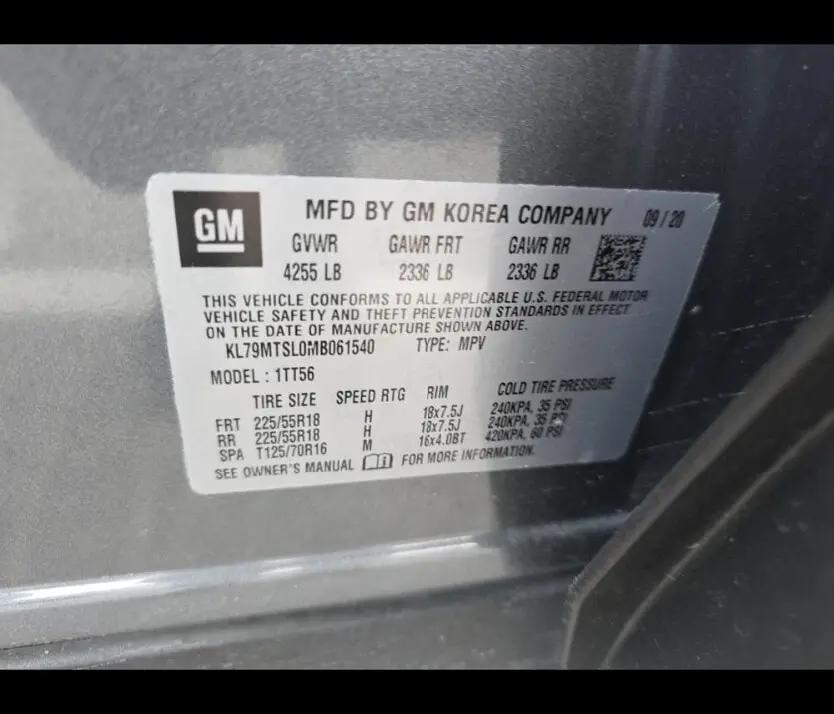 GM
MFD BY GM KOREA COMPANY 09/20
GVWR GAWR FRT GAWR RR
4255 LB 2336 LB 2336 LB
THIS VEHICLE CONFORMS TO ALL APPLICABLE U.S. FEDERAL MOTOR
VEHICLE SAFETY AND THEFT PREVENTION STANDARDS IN EFFECT
ON THE DATE OF MANUFACTURE SHOWN ABOVE.
KL79MTSL0MB061540 TYPE: MPV
MODEL : 1TT56
TIRE SIZE SPEED RTG RIM COLD TIRE PRESSURE
FRT 225/55R18 H 18x7.5J 240KPA, 35 PSI
RR 225/55R18 H 18x7.5J 240KPA, 35 PSI
SPA T125/70R16 M 16x4.0BT 420KPA, 60 PSI
SEE OWNER'S MANUAL FOR MORE INFORMATION.